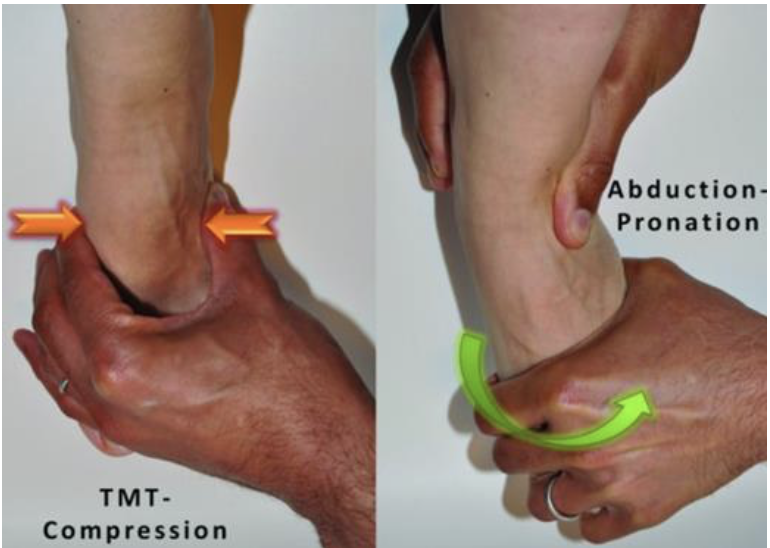 TMT-
Compression
Abduction-
Pronation